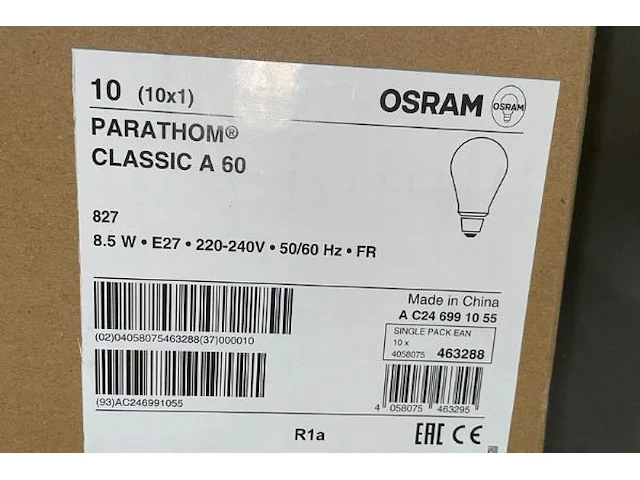 10 (10x1)
OSRAM OSRAM
PARATHOM®
CLASSIC A 60
827
8.5 W • E27 • 220-240V • 50/60 Hz • FR
Made in China
A C24 699 10 55
(02)04058075463288(37)000010
SINGLE PACK EAN
10 x
4058075 463288
(93)AC246991055
4 058075 463295
R1a
EAC CE